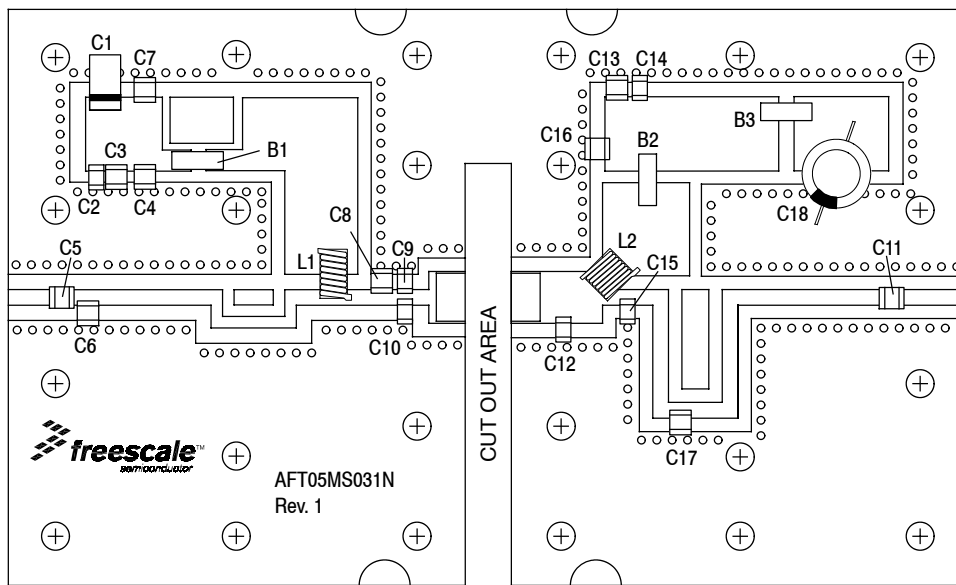 C1
C7
C13 C14
C16
B2
B3
B1
C3
C2
C4
C18
C8
C9
L2
C5
L1
C15
C11
C6
C10
C12
CUT OUT AREA
C17
freescale™
semiconductor
AFT05MS031N
Rev. 1